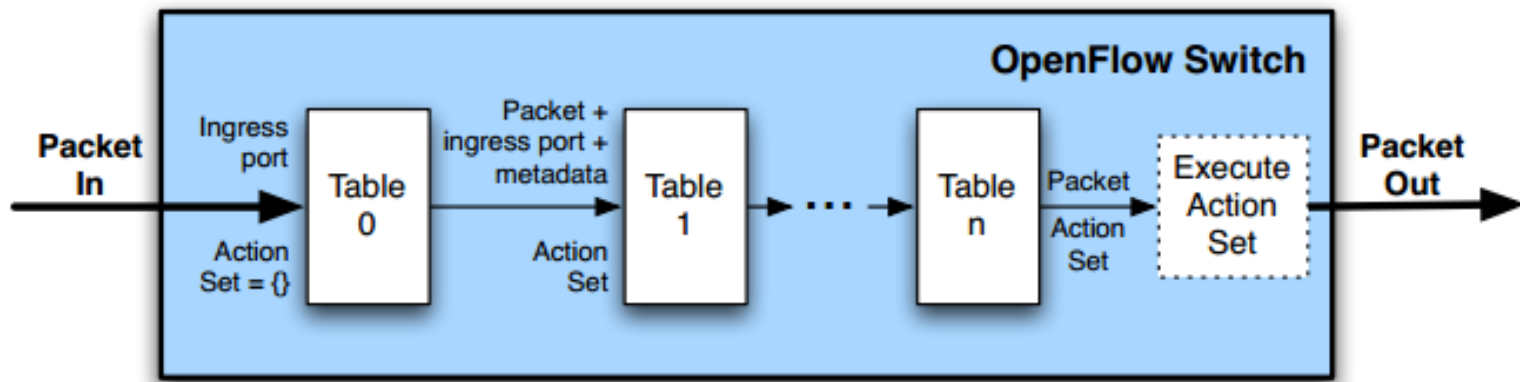 OpenFlow Switch
Packet
In
Ingress
port
Action
Set = {}
Table
0
Packet +
ingress port +
metadata
Action
Set
Table
1
...
Table
n
Packet
Action
Set
Execute
Action
Set
Packet
Out